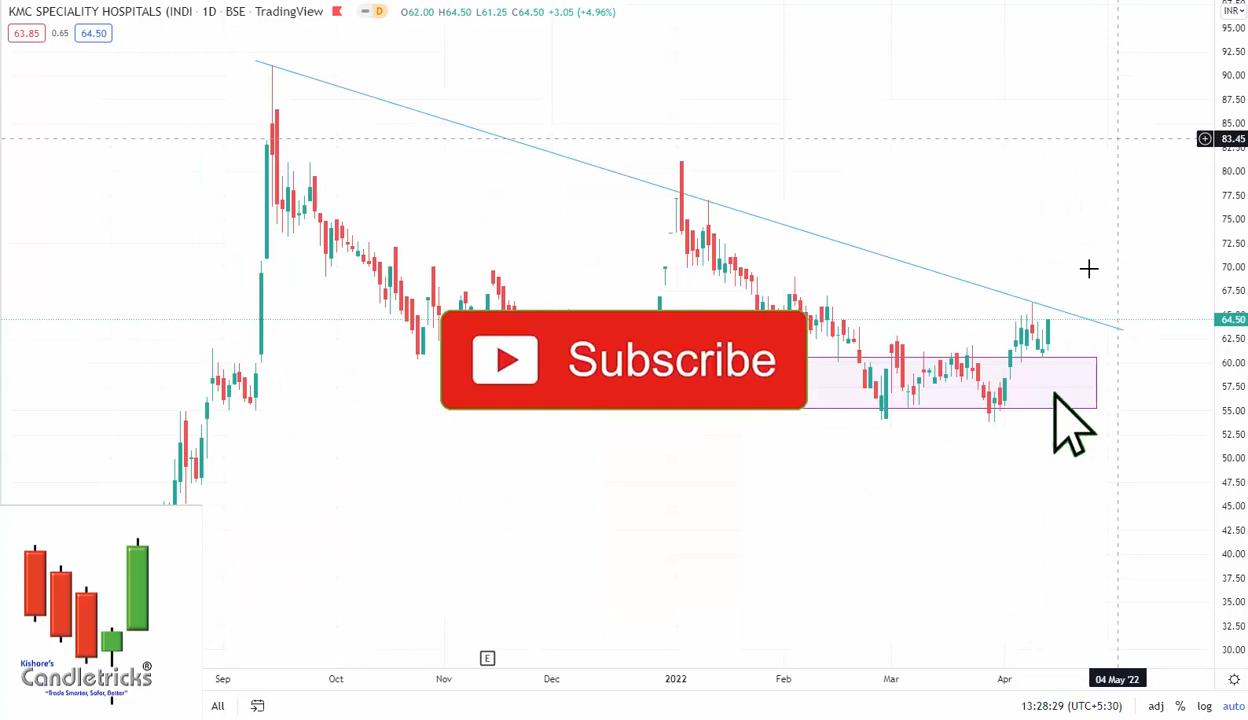 KMC SPECIALITY HOSPITALS (INDI · 1D · BSE · TradingView D O62.00 H64.50 L61.25 C64.50 +3.05 (+4.96%)
INR
63.85 0.65 64.50
95.00
92.50
90.00
87.50
85.00
83.45
82.50
80.00
77.50
75.00
72.50
70.00
67.50
64.50
62.50
60.00
57.50
55.00
52.50
50.00
47.50
45.00
42.50
40.00
37.50
35.00
32.50
30.00
Subscribe
Kishore's
Candletricks®
"Trade Smarter, Safer, Better"
E
Sep Oct Nov Dec 2022 Feb Mar Apr 04 May '22
All 13:28:29 (UTC+5:30) adj % log auto